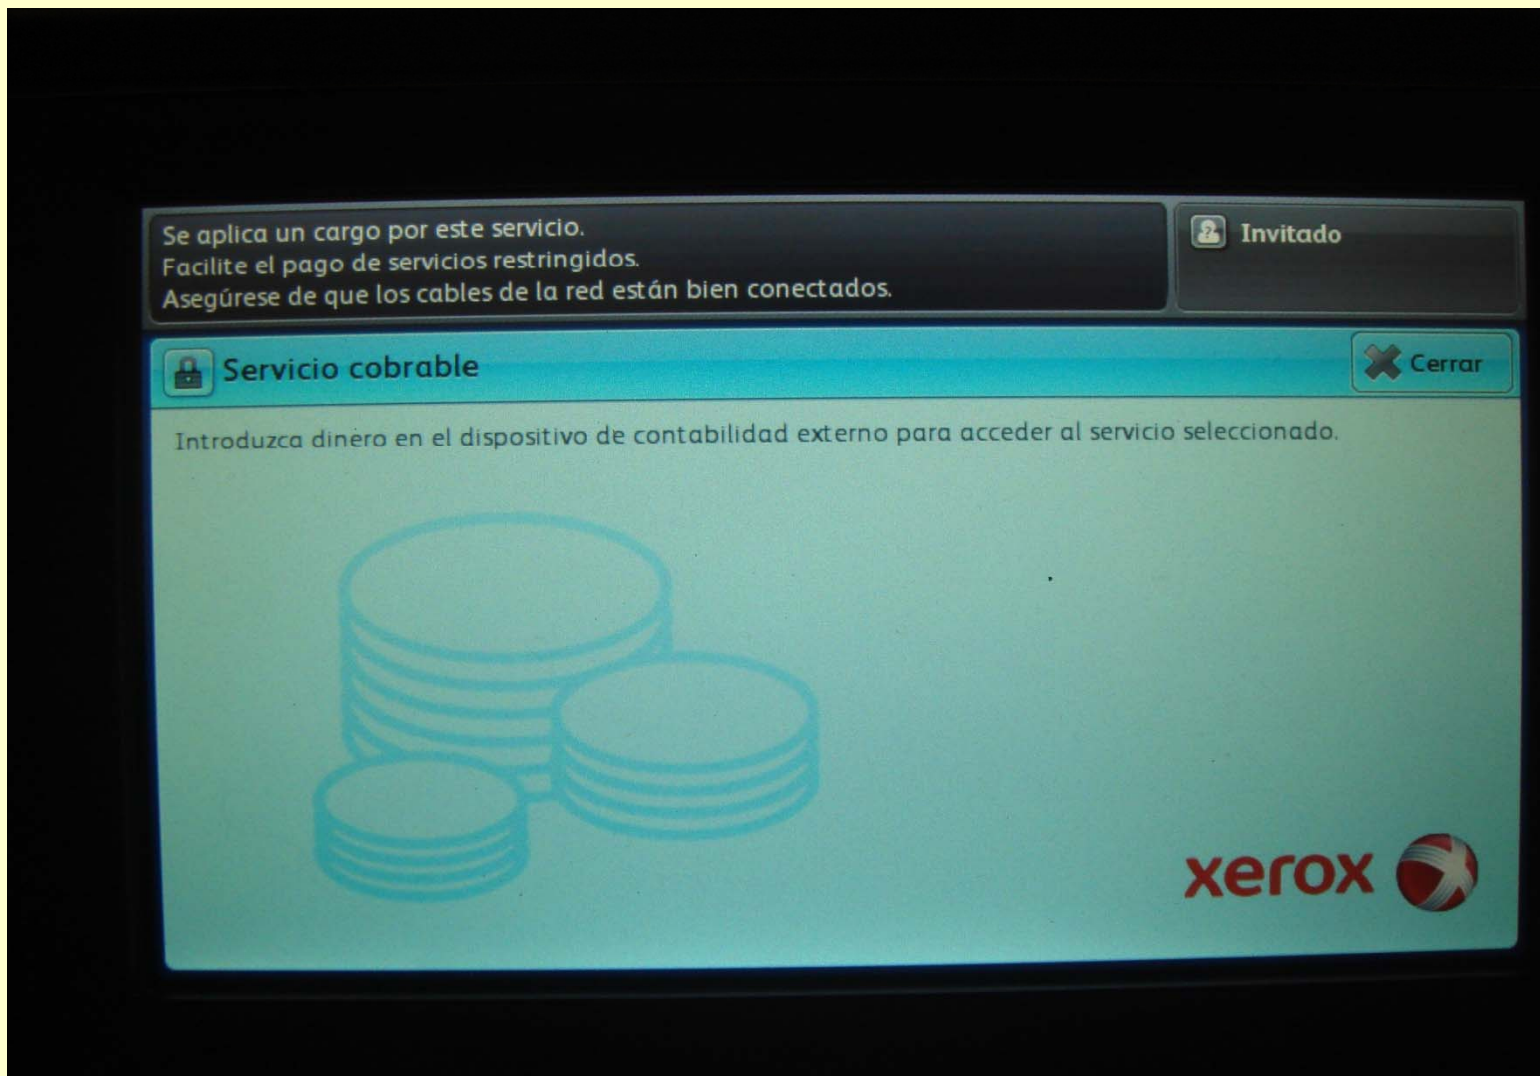 Se aplica un cargo por este servicio.
Facilite el pago de servicios restringidos.
Asegúrese de que los cables de la red están bien conectados.
Invitado
Servicio cobrable
Cerrar
Introduzca dinero en el dispositivo de contabilidad externo para acceder al servicio seleccionado.
xerox